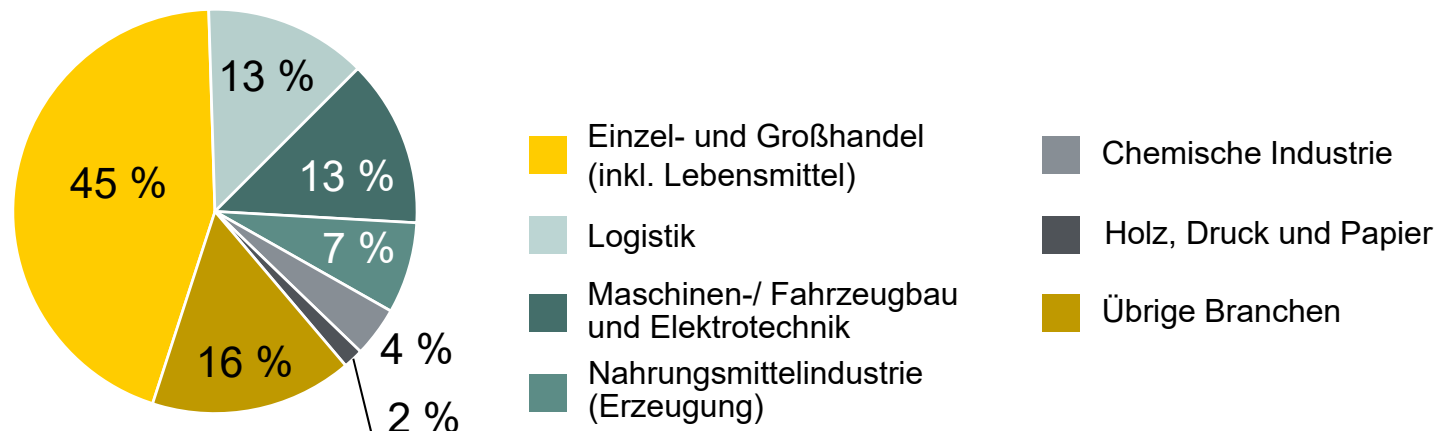 13 %
45 %
13 %
7 %
16 %
4 %
2 %
Einzel- und Großhandel
(inkl. Lebensmittel)
Logistik
Maschinen-/ Fahrzeugbau
und Elektrotechnik
Nahrungsmittelindustrie
(Erzeugung)
Chemische Industrie
Holz, Druck und Papier
Übrige Branchen